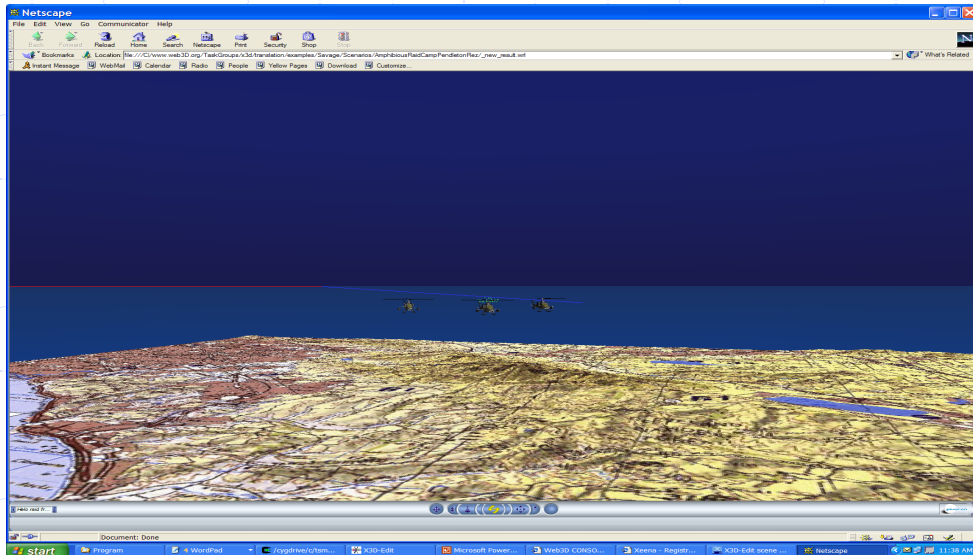 Netscape
File Edit View Go Communicator Help
Back Forward Reload Home Search Netscape Print Security Shop Stop
Bookmarks Location: file:///C|/www.web3D.org/TaskGroups/x3d/translation/examples/Savage/Scenarios/AmphibiousRaidCampPendletonRez/_new_result.wrl What's Related
Instant Message WebMail Calendar Radio People Yellow Pages Download Customize...
Helo raid fr...
Document: Done
start Program 4 WordPad /cygdrive/c/tsm... X3D-Edit Microsoft Power... Web3D CONSO... Xeena - Registr... X3D-Edit scene ... Netscape 11:38 AM